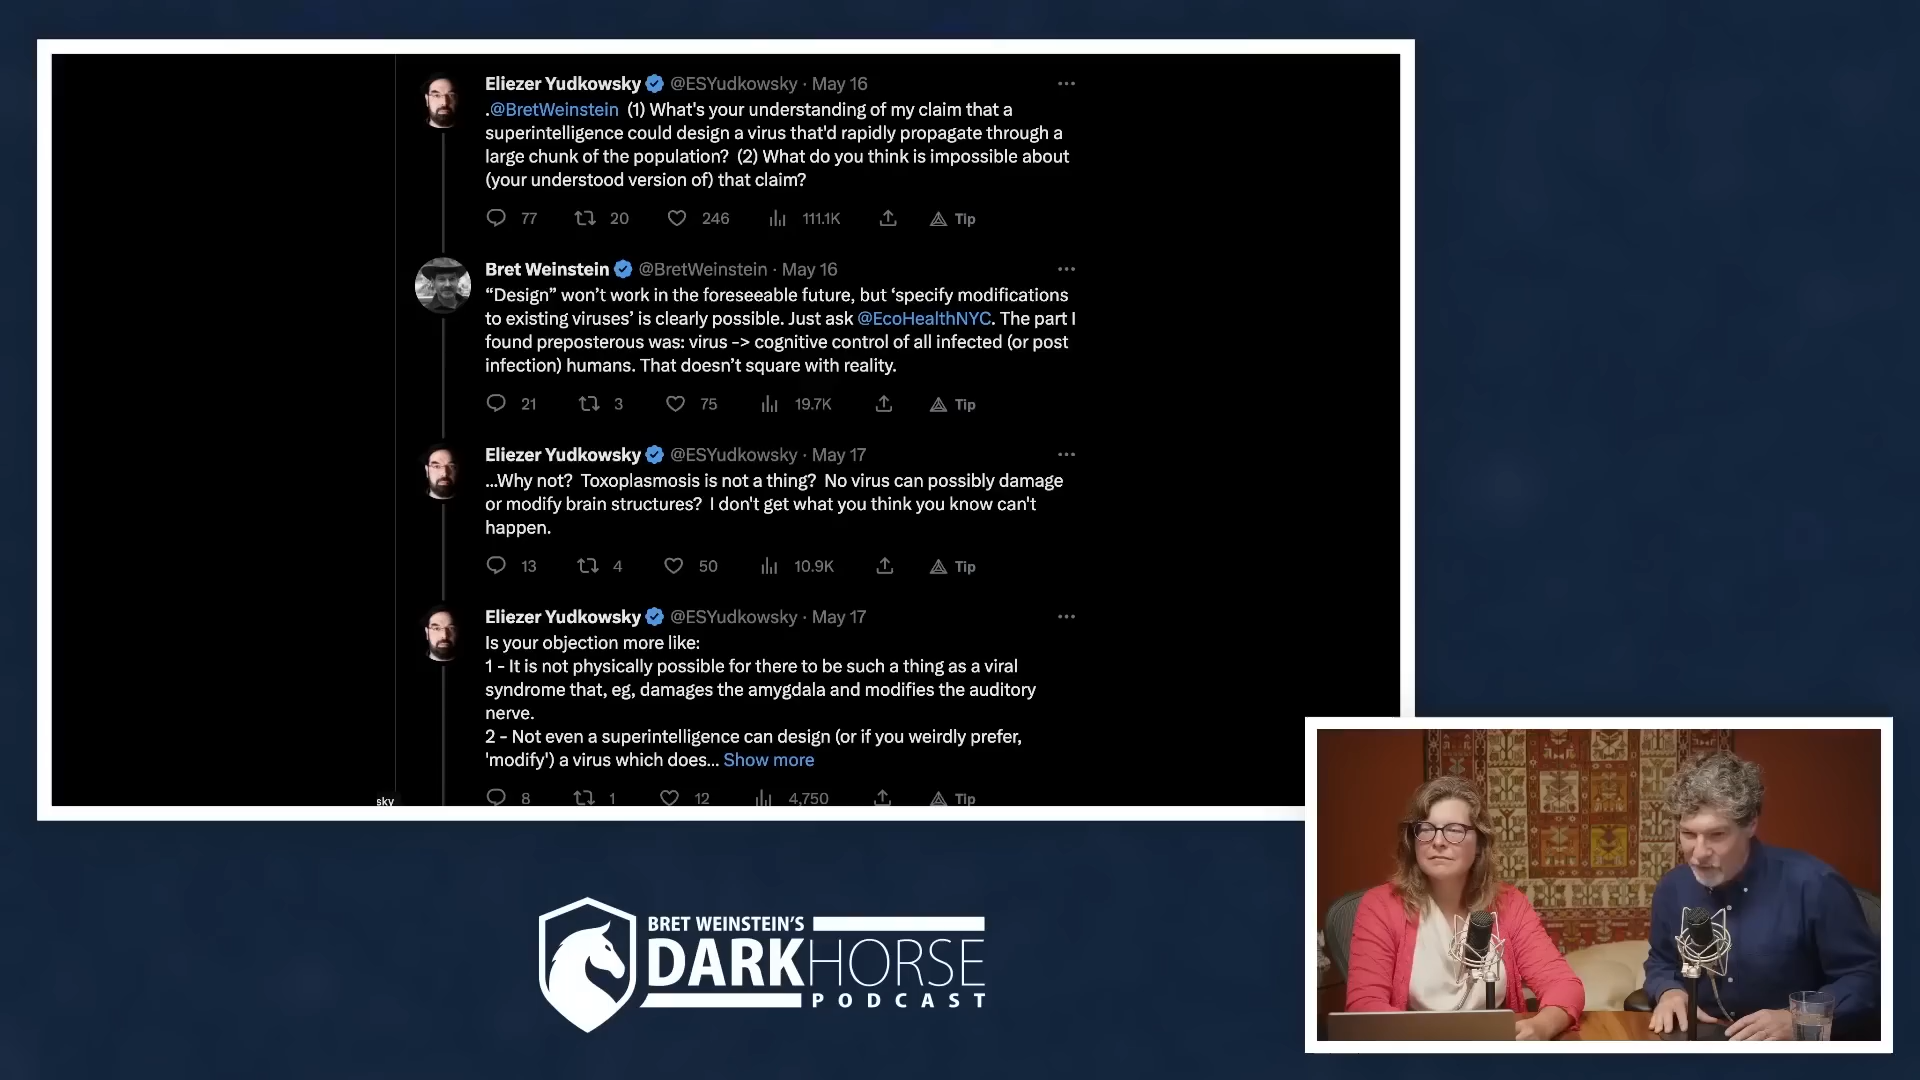 Eliezer Yudkowsky @ESYudkowsky · May 16
.@BretWeinstein (1) What's your understanding of my claim that a
superintelligence could design a virus that'd rapidly propagate through a
large chunk of the population? (2) What do you think is impossible about
(your understood version of) that claim?
77 20 246 111.1K Tip
Bret Weinstein @BretWeinstein · May 16
“Design” won’t work in the foreseeable future, but ‘specify modifications
to existing viruses’ is clearly possible. Just ask @EcoHealthNYC. The part I
found preposterous was: virus -> cognitive control of all infected (or post
infection) humans. That doesn’t square with reality.
21 3 75 19.7K Tip
Eliezer Yudkowsky @ESYudkowsky · May 17
...Why not? Toxoplasmosis is not a thing? No virus can possibly damage
or modify brain structures? I don't get what you think you know can't
happen.
13 4 50 10.9K Tip
Eliezer Yudkowsky @ESYudkowsky · May 17
Is your objection more like:
1 - It is not physically possible for there to be such a thing as a viral
syndrome that, eg, damages the amygdala and modifies the auditory
nerve.
2 - Not even a superintelligence can design (or if you weirdly prefer,
'modify') a virus which does... Show more
8 1 12 4,750 Tip
sky
BRET WEINSTEIN'S
DARKHORSE
PODCAST